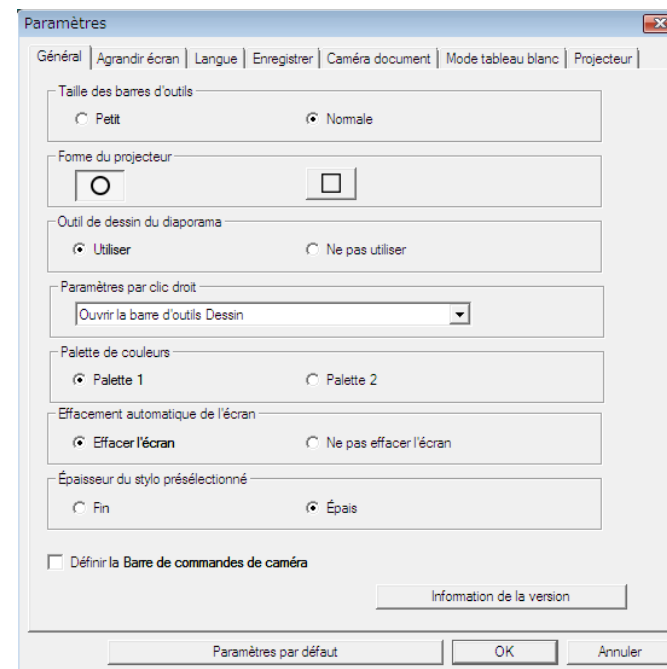 Paramètres
Général Agrandir écran Langue Enregistrer Caméra document Mode tableau blanc Projecteur
Taille des barres d'outils
Petit Normale
Forme du projecteur
Outil de dessin du diaporama
Utiliser Ne pas utiliser
Paramètres par clic droit
Ouvrir la barre d'outils Dessin
Palette de couleurs
Palette 1 Palette 2
Effacement automatique de l'écran
Effacer l'écran Ne pas effacer l'écran
Épaisseur du stylo présélectionné
Fin Épais
Définir la Barre de commandes de caméra
Information de la version
Paramètres par défaut OK Annuler